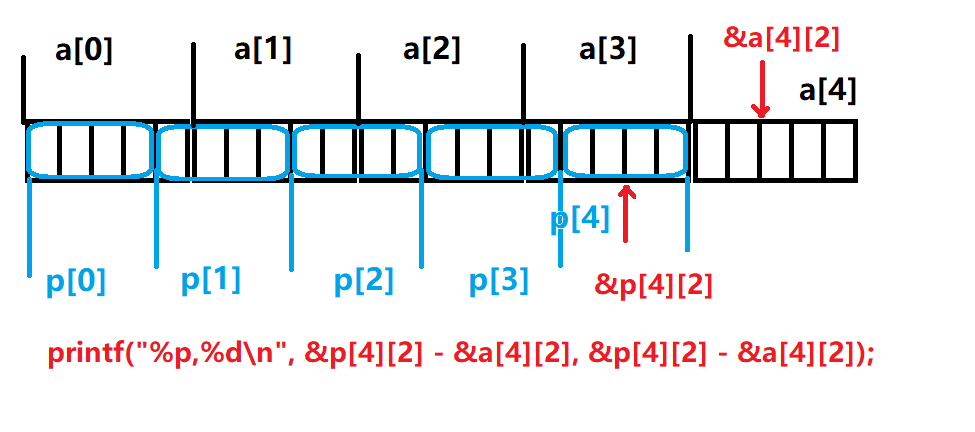 a[0] a[1] a[2] a[3] &a[4][2]
a[4]
p[4]
p[0] p[1] p[2] p[3] &p[4][2]
printf("%p,%d\n", &p[4][2] - &a[4][2], &p[4][2] - &a[4][2]);